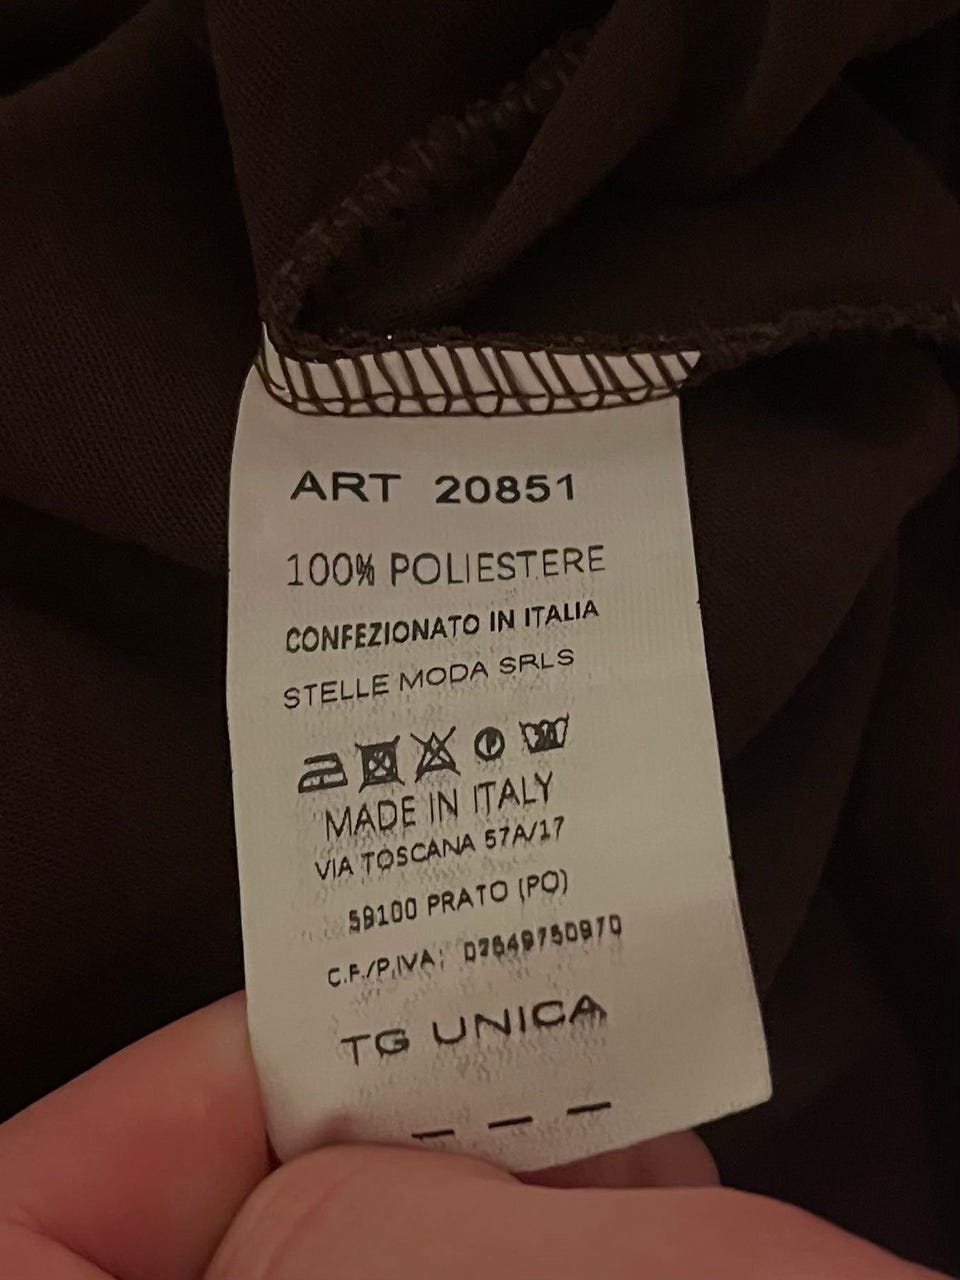 ART 20851
100% POLIESTERE
CONFEZIONATO IN ITALIA
STELLE MODA SRLS
MADE IN ITALY
VIA TOSCANA 57A/17
59100 PRATO (PO)
C.F./P.IVA:
TG UNICA